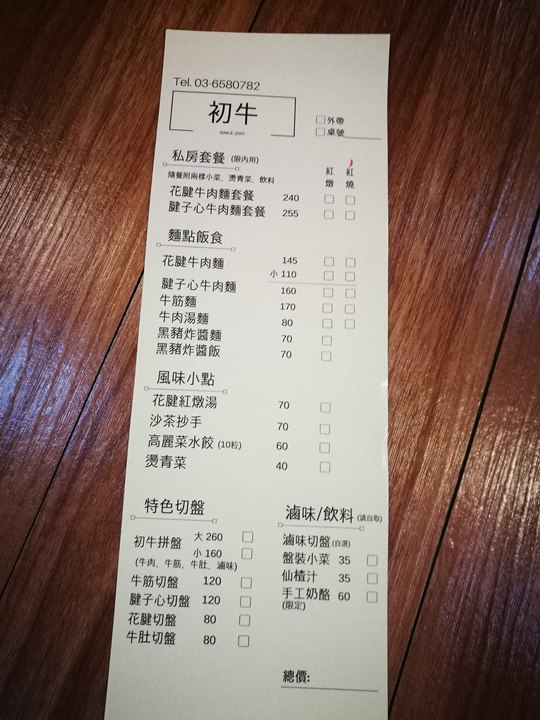 Tel. 03-6580782
初牛
SINCE 2017
□外帶
□桌號
私房套餐 (限內用)
隨餐附兩樣小菜、燙青菜、飲料
紅燉 紅燒
花腱牛肉麵套餐 240 □ □
腱子心牛肉麵套餐 255 □ □
麵點飯食
花腱牛肉麵 145 □ □
小 110 □ □
腱子心牛肉麵 160 □ □
牛筋麵 170 □ □
牛肉湯麵 80 □ □
黑豬炸醬麵 70 □
黑豬炸醬飯 70 □
風味小點
花腱紅燉湯 70 □
沙茶抄手 70 □
高麗菜水餃 (10粒) 60 □
燙青菜 40 □
特色切盤
初牛拼盤 大 260 □
小 160 □
(牛肉、牛筋、牛肚、滷味)
牛筋切盤 120 □
腱子心切盤 120 □
花腱切盤 80 □
牛肚切盤 80 □
滷味/飲料 (請自取)
滷味切盤 (自選)
盤裝小菜 35 □
仙楂汁 35 □
手工奶酪 60 □
(限定)
總價: